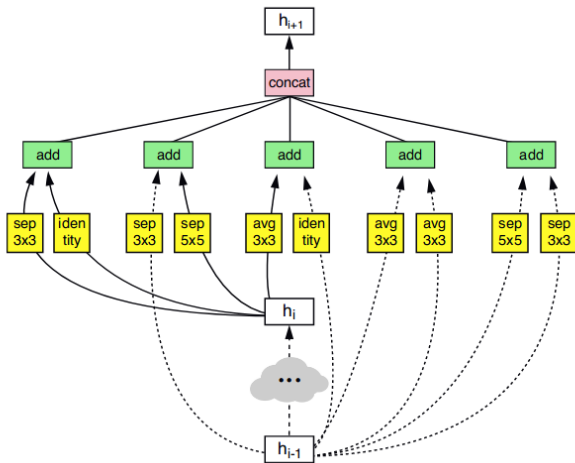 hi+1
concat
add add add add add
sep iden sep sep avg iden avg avg sep sep
3x3 tity 3x3 5x5 3x3 tity 3x3 3x3 5x5 3x3
hi
...
hi-1